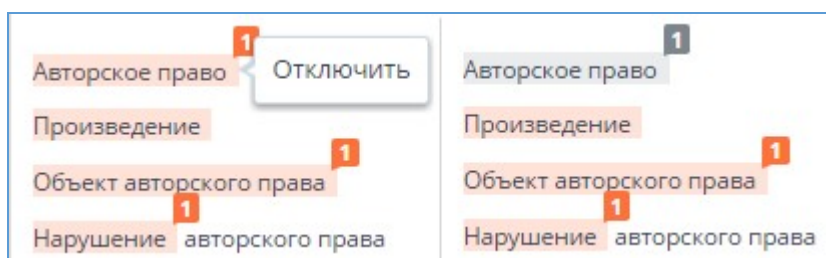 1
Авторское право
Отключить
Произведение
1
Объект авторского права
1
Нарушение авторского права
1
Авторское право
Произведение
1
Объект авторского права
1
Нарушение авторского права